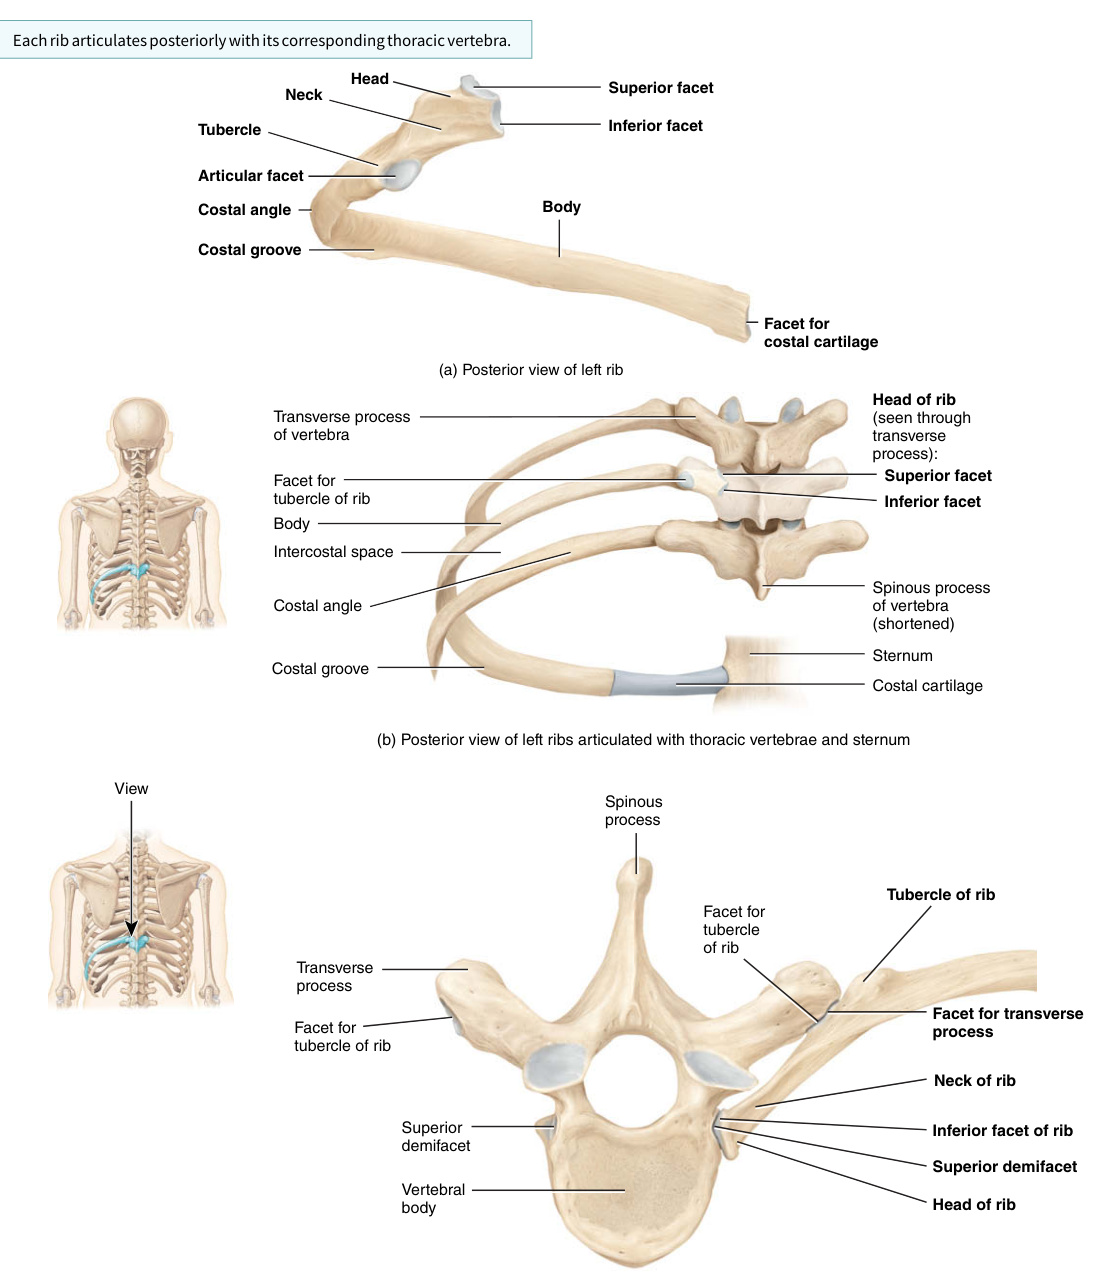 Each rib articulates posteriorly with its corresponding thoracic vertebra.
Head
Superior facet
Neck
Inferior facet
Tubercle
Articular facet
Costal angle
Body
Costal groove
Facet for
costal cartilage
(a) Posterior view of left rib
Transverse process
of vertebra
Head of rib
(seen through
transverse
process):
Superior facet
Facet for
tubercle of rib
Inferior facet
Body
Intercostal space
Costal angle
Spinous process
of vertebra
(shortened)
Costal groove
Sternum
Costal cartilage
(b) Posterior view of left ribs articulated with thoracic vertebrae and sternum
View
Spinous
process
Tubercle of rib
Facet for
tubercle
of rib
Transverse
process
Facet for
tubercle of rib
Facet for transverse
process
Neck of rib
Superior
demifacet
Inferior facet of rib
Superior demifacet
Vertebral
body
Head of rib